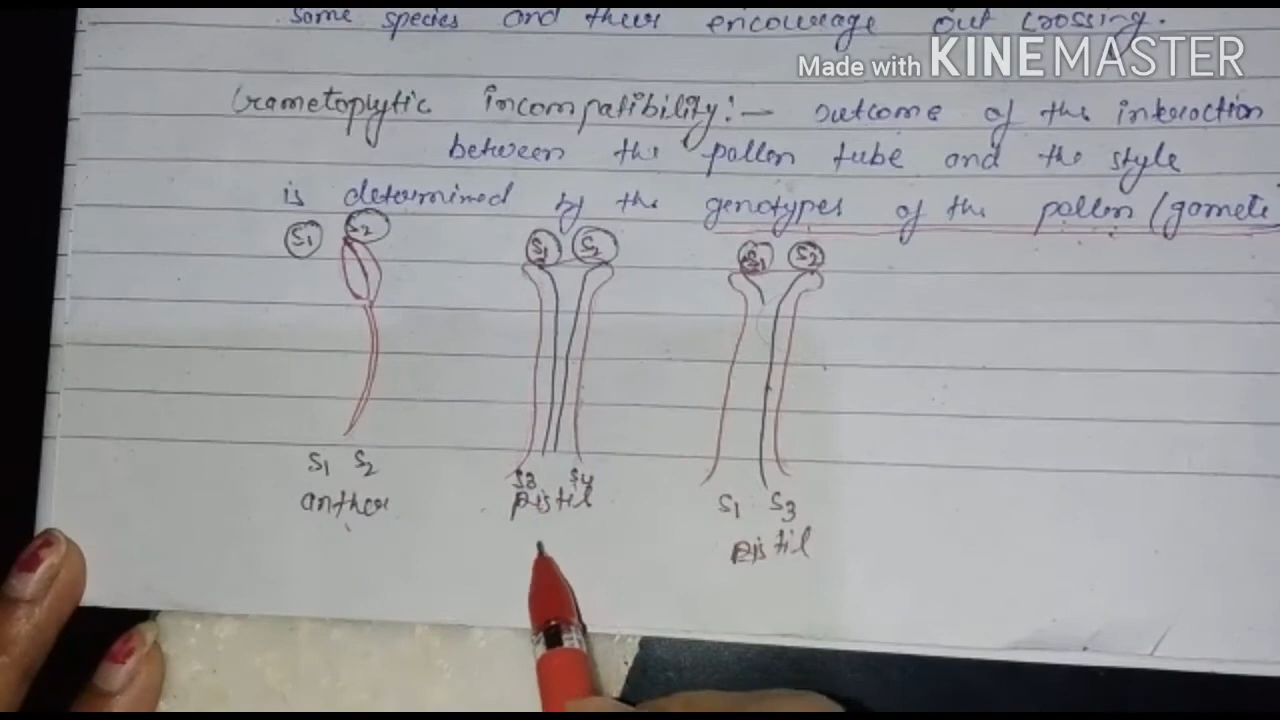 some species and theus encourage out crossing.
Made with KINEMASTER
Gametoplytic incompatibility:- outcome of the interaction
between the pollen tube and the style
is determined by the genotypes of the pollen (gamete
S1 S2 S1 S2 S1 S2
S1 S2 S3 S4 S1 S3
anther pistil pistil